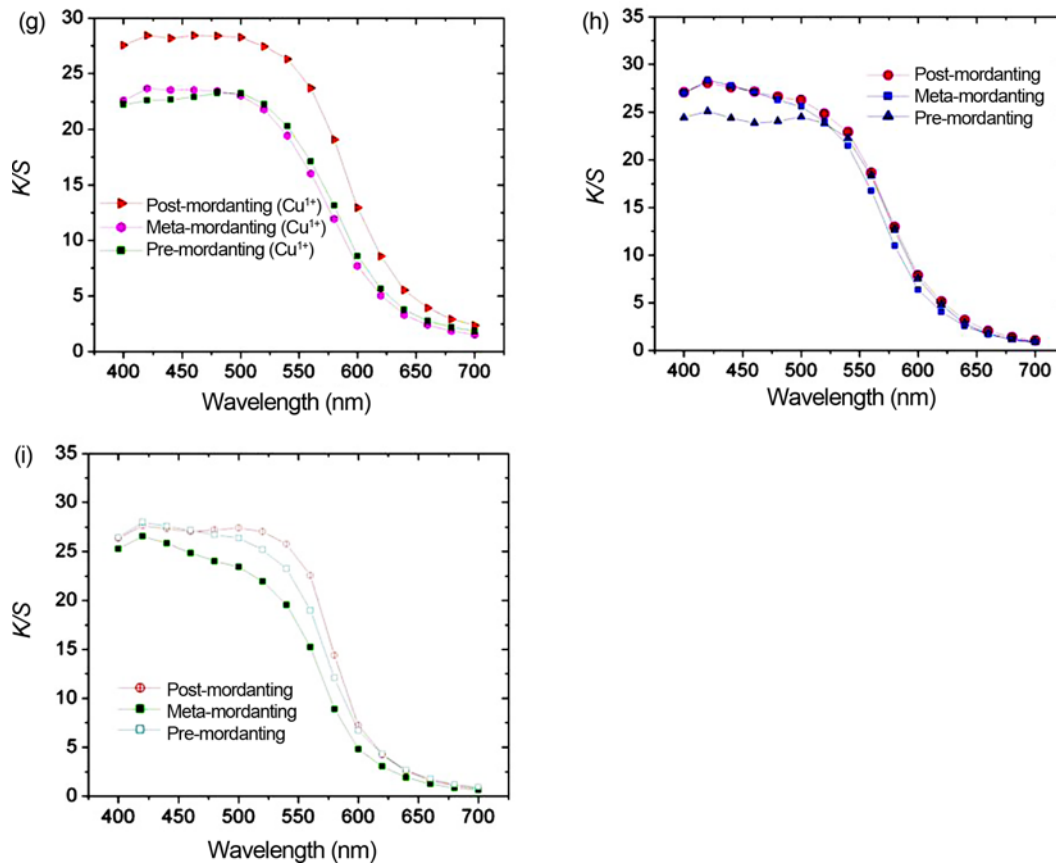 (g)
35
30
25
20
15
10
5
0
K/S
Post-mordanting (Cu¹⁺)
Meta-mordanting (Cu¹⁺)
Pre-mordanting (Cu¹⁺)
400 450 500 550 600 650 700
Wavelength (nm)
(h)
35
30
25
20
15
10
5
0
K/S
Post-mordanting
Meta-mordanting
Pre-mordanting
400 450 500 550 600 650 700
Wavelength (nm)
(i)
35
30
25
20
15
10
5
0
K/S
Post-mordanting
Meta-mordanting
Pre-mordanting
400 450 500 550 600 650 700
Wavelength (nm)